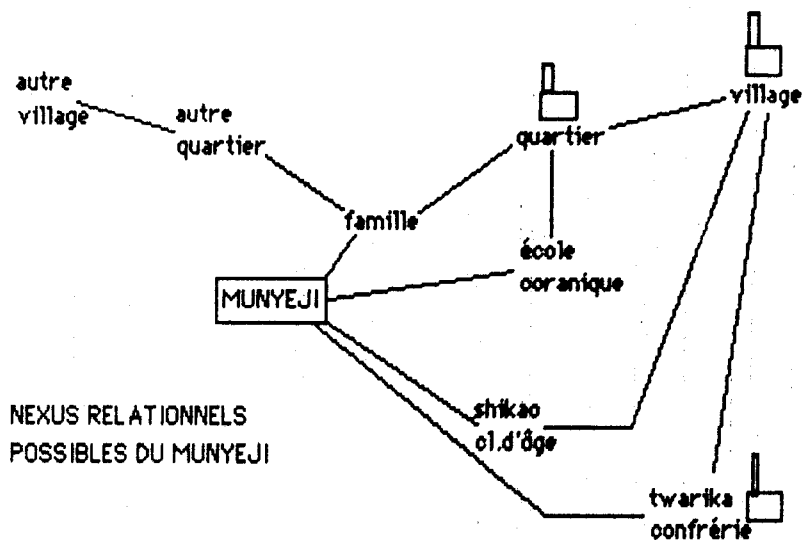 autre
village
autre
quartier
quartier
village
famille
école
coranique
MUNYEJI
shikao
cl.d'âge
NEXUS RELATIONNELS
POSSIBLES DU MUNYEJI
twarika
confrérie